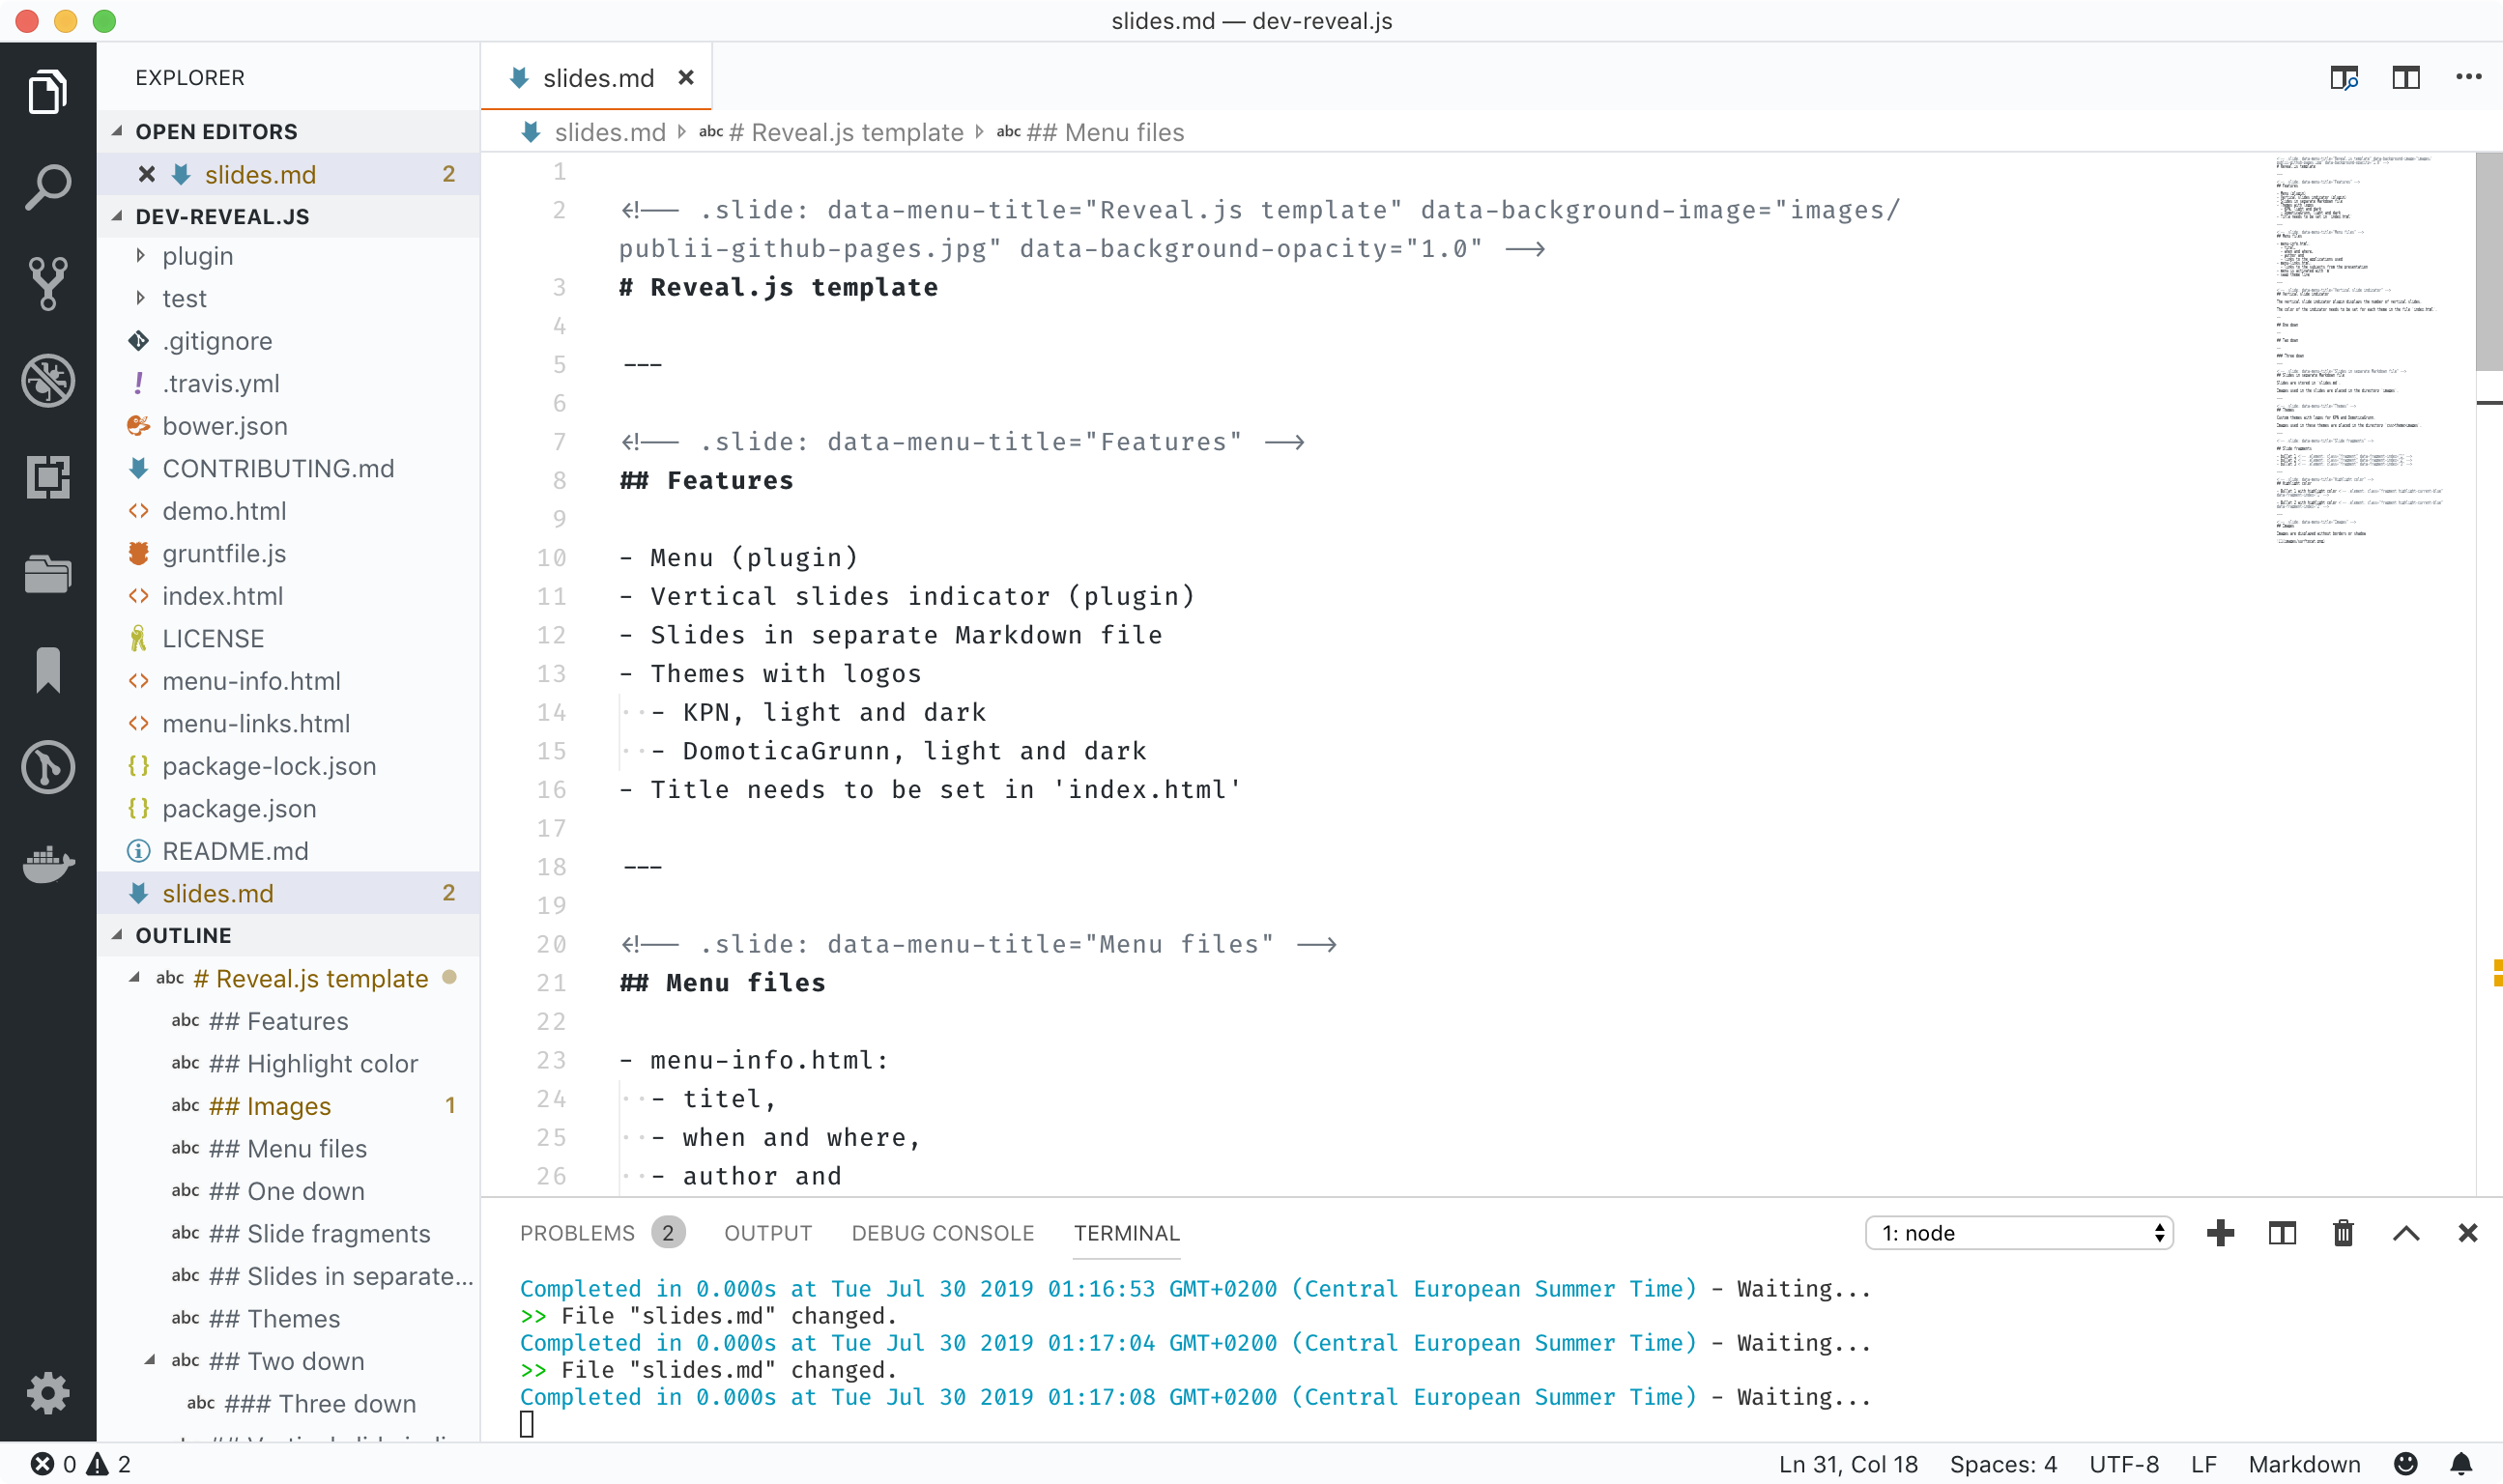 slides.md — dev-reveal.js
EXPLORER
OPEN EDITORS
slides.md 2
DEV-REVEAL.JS
plugin
test
.gitignore
.travis.yml
bower.json
CONTRIBUTING.md
demo.html
gruntfile.js
index.html
LICENSE
menu-info.html
menu-links.html
package-lock.json
package.json
README.md
slides.md 2
OUTLINE
abc # Reveal.js template
abc ## Features
abc ## Highlight color
abc ## Images 1
abc ## Menu files
abc ## One down
abc ## Slide fragments
abc ## Slides in separate...
abc ## Themes
abc ## Two down
abc ### Three down
slides.md
slides.md abc # Reveal.js template abc ## Menu files
1
2 <!-- .slide: data-menu-title="Reveal.js template" data-background-image="images/
publii-github-pages.jpg" data-background-opacity="1.0" -->
3 # Reveal.js template
4
5 ---
6
7 <!-- .slide: data-menu-title="Features" -->
8 ## Features
9
10 - Menu (plugin)
11 - Vertical slides indicator (plugin)
12 - Slides in separate Markdown file
13 - Themes with logos
14 - KPN, light and dark
15 - DomoticaGrunn, light and dark
16 - Title needs to be set in 'index.html'
17
18 ---
19
20 <!-- .slide: data-menu-title="Menu files" -->
21 ## Menu files
22
23 - menu-info.html:
24 - titel,
25 - when and where,
26 - author and
PROBLEMS 2 OUTPUT DEBUG CONSOLE TERMINAL 1: node
Completed in 0.000s at Tue Jul 30 2019 01:16:53 GMT+0200 (Central European Summer Time) - Waiting...
>> File "slides.md" changed.
Completed in 0.000s at Tue Jul 30 2019 01:17:04 GMT+0200 (Central European Summer Time) - Waiting...
>> File "slides.md" changed.
Completed in 0.000s at Tue Jul 30 2019 01:17:08 GMT+0200 (Central European Summer Time) - Waiting...
0 2 Ln 31, Col 18 Spaces: 4 UTF-8 LF Markdown